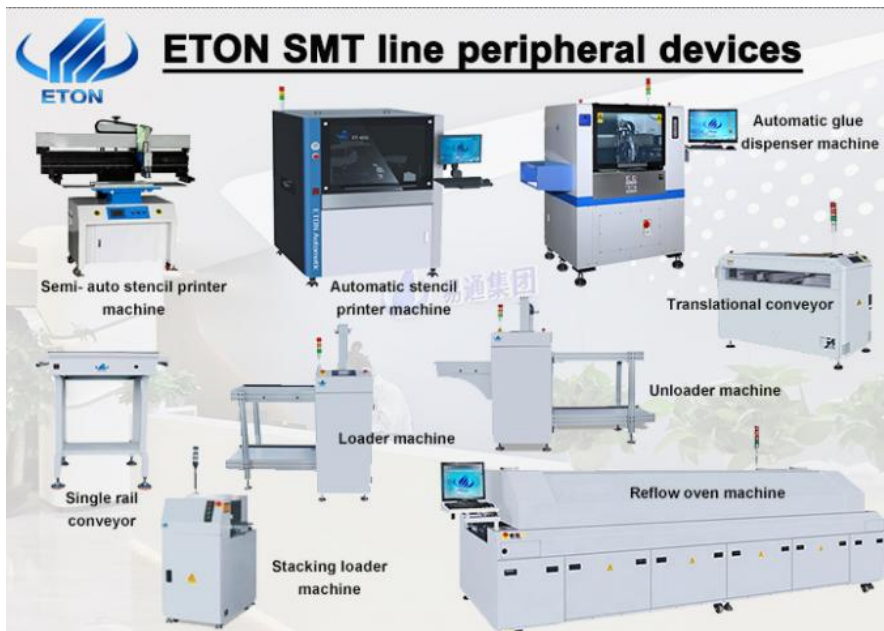 ETON SMT line peripheral devices
ETON
Automatic glue
dispenser machine
Semi- auto stencil printer
machine
Automatic stencil
printer machine
ETON Automatix
易通集团
Translational conveyor
Unloader machine
Loader machine
Single rail
conveyor
Reflow oven machine
Stacking loader
machine